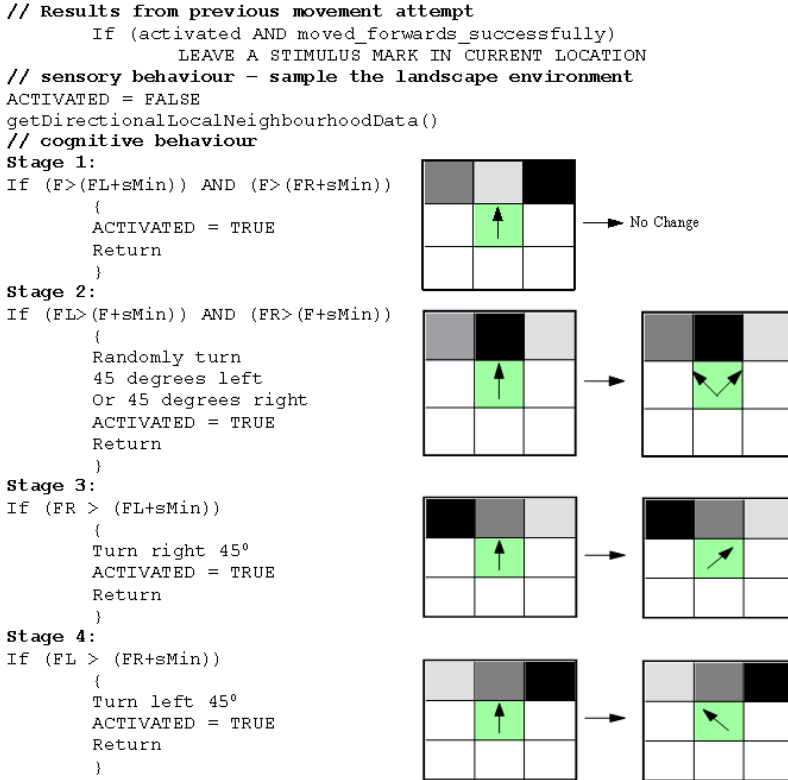 // Results from previous movement attempt
If (activated AND moved_forwards_successfully)
LEAVE A STIMULUS MARK IN CURRENT LOCATION
// sensory behaviour – sample the landscape environment
ACTIVATED = FALSE
getDirectionalLocalNeighbourhoodData()
// cognitive behaviour
Stage 1:
If (F>(FL+sMin)) AND (F>(FR+sMin))
{
ACTIVATED = TRUE
Return
}
No Change
Stage 2:
If (FL>(F+sMin)) AND (FR>(F+sMin))
{
Randomly turn
45 degrees left
Or 45 degrees right
ACTIVATED = TRUE
Return
}
Stage 3:
If (FR > (FL+sMin))
{
Turn right 45⁰
ACTIVATED = TRUE
Return
}
Stage 4:
If (FL > (FR+sMin))
{
Turn left 45⁰
ACTIVATED = TRUE
Return
}